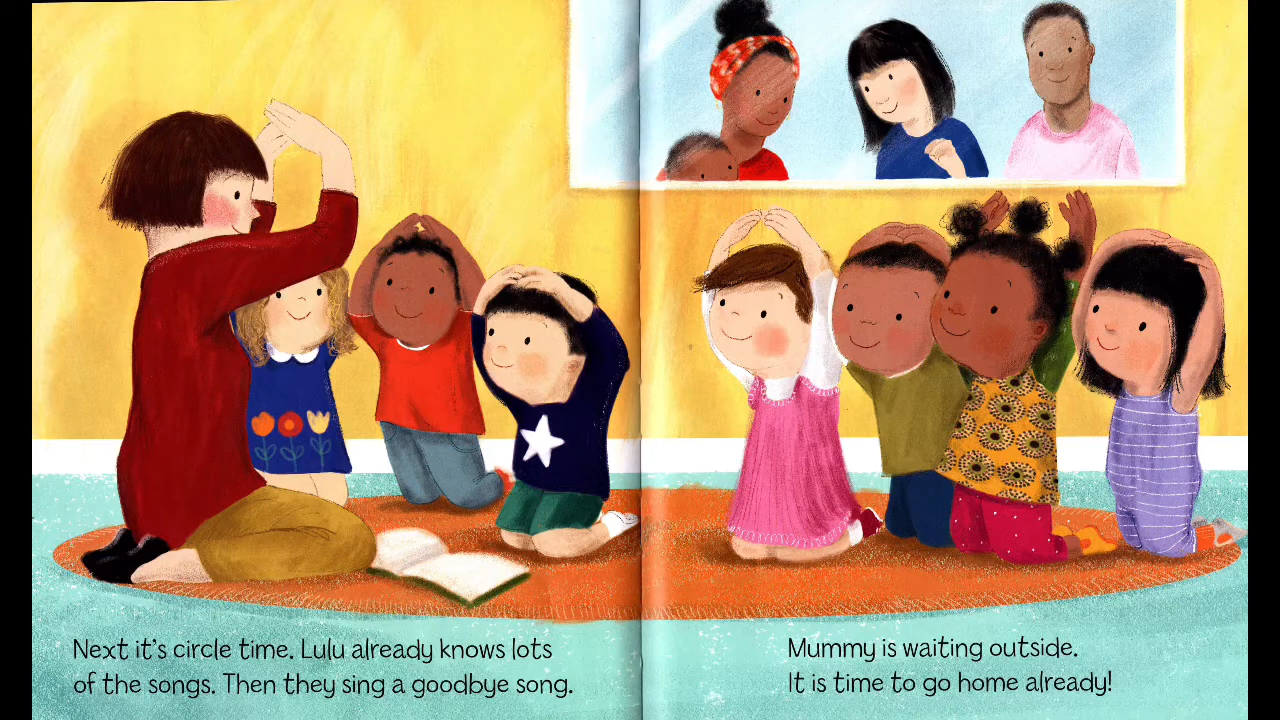 Next it's circle time. Lulu already knows lots
of the songs. Then they sing a goodbye song.
Mummy is waiting outside.
It is time to go home already!